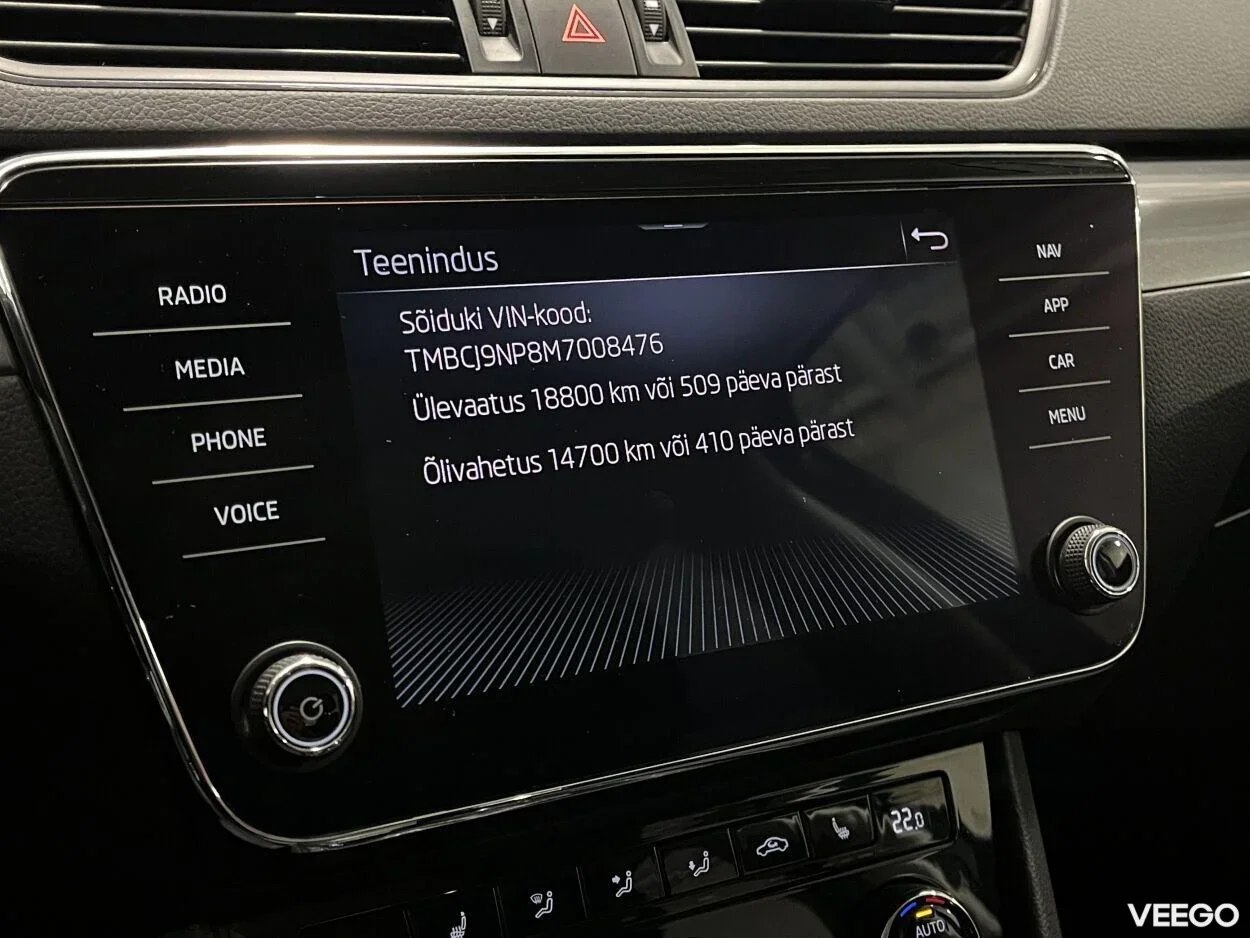 Teenindus
Sõiduki VIN-kood:
TMBCJ9NP8M7008476
Ülevaatus 18800 km või 509 päeva pärast
Õlivahetus 14700 km või 410 päeva pärast
RADIO
MEDIA
PHONE
VOICE
NAV
APP
CAR
MENU
22.0
AUTO
VEEGO